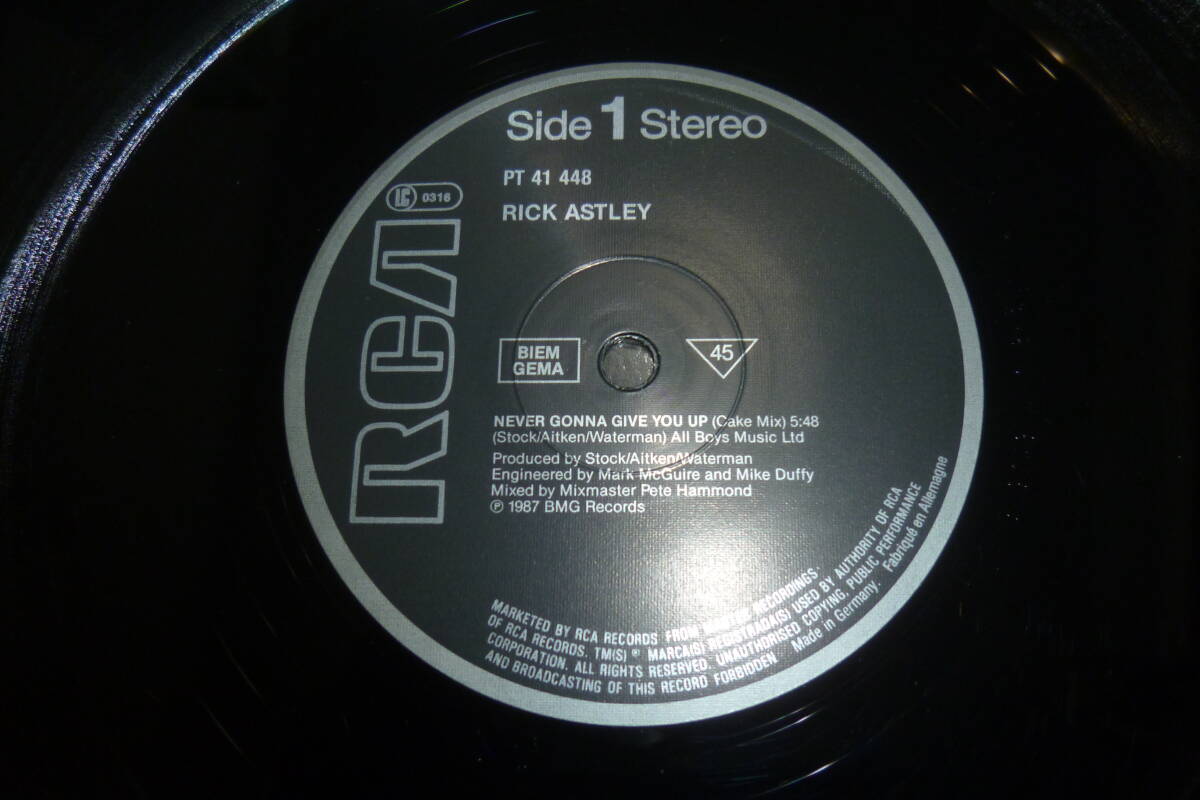 Side 1 Stereo
PT 41 448
RICK ASTLEY
LC 0316
RCA
BIEM
GEMA
45
NEVER GONNA GIVE YOU UP (Cake Mix) 5:48
(Stock/Aitken/Waterman) All Boys Music Ltd
Produced by Stock/Aitken/Waterman
Engineered by Mark McGuire and Mike Duffy
Mixed by Mixmaster Pete Hammond
℗ 1987 BMG Records
MARKETED BY RCA RECORDS FROM RECORDINGS
OF RCA RECORDS. TM(S) ® MARCA(S) REGISTRADA(S) USED BY AUTHORITY OF RCA
CORPORATION. ALL RIGHTS RESERVED. UNAUTHORISED COPYING, PUBLIC PERFORMANCE
AND BROADCASTING OF THIS RECORD FORBIDDEN Made in Germany. Fabriqué en Allemagne